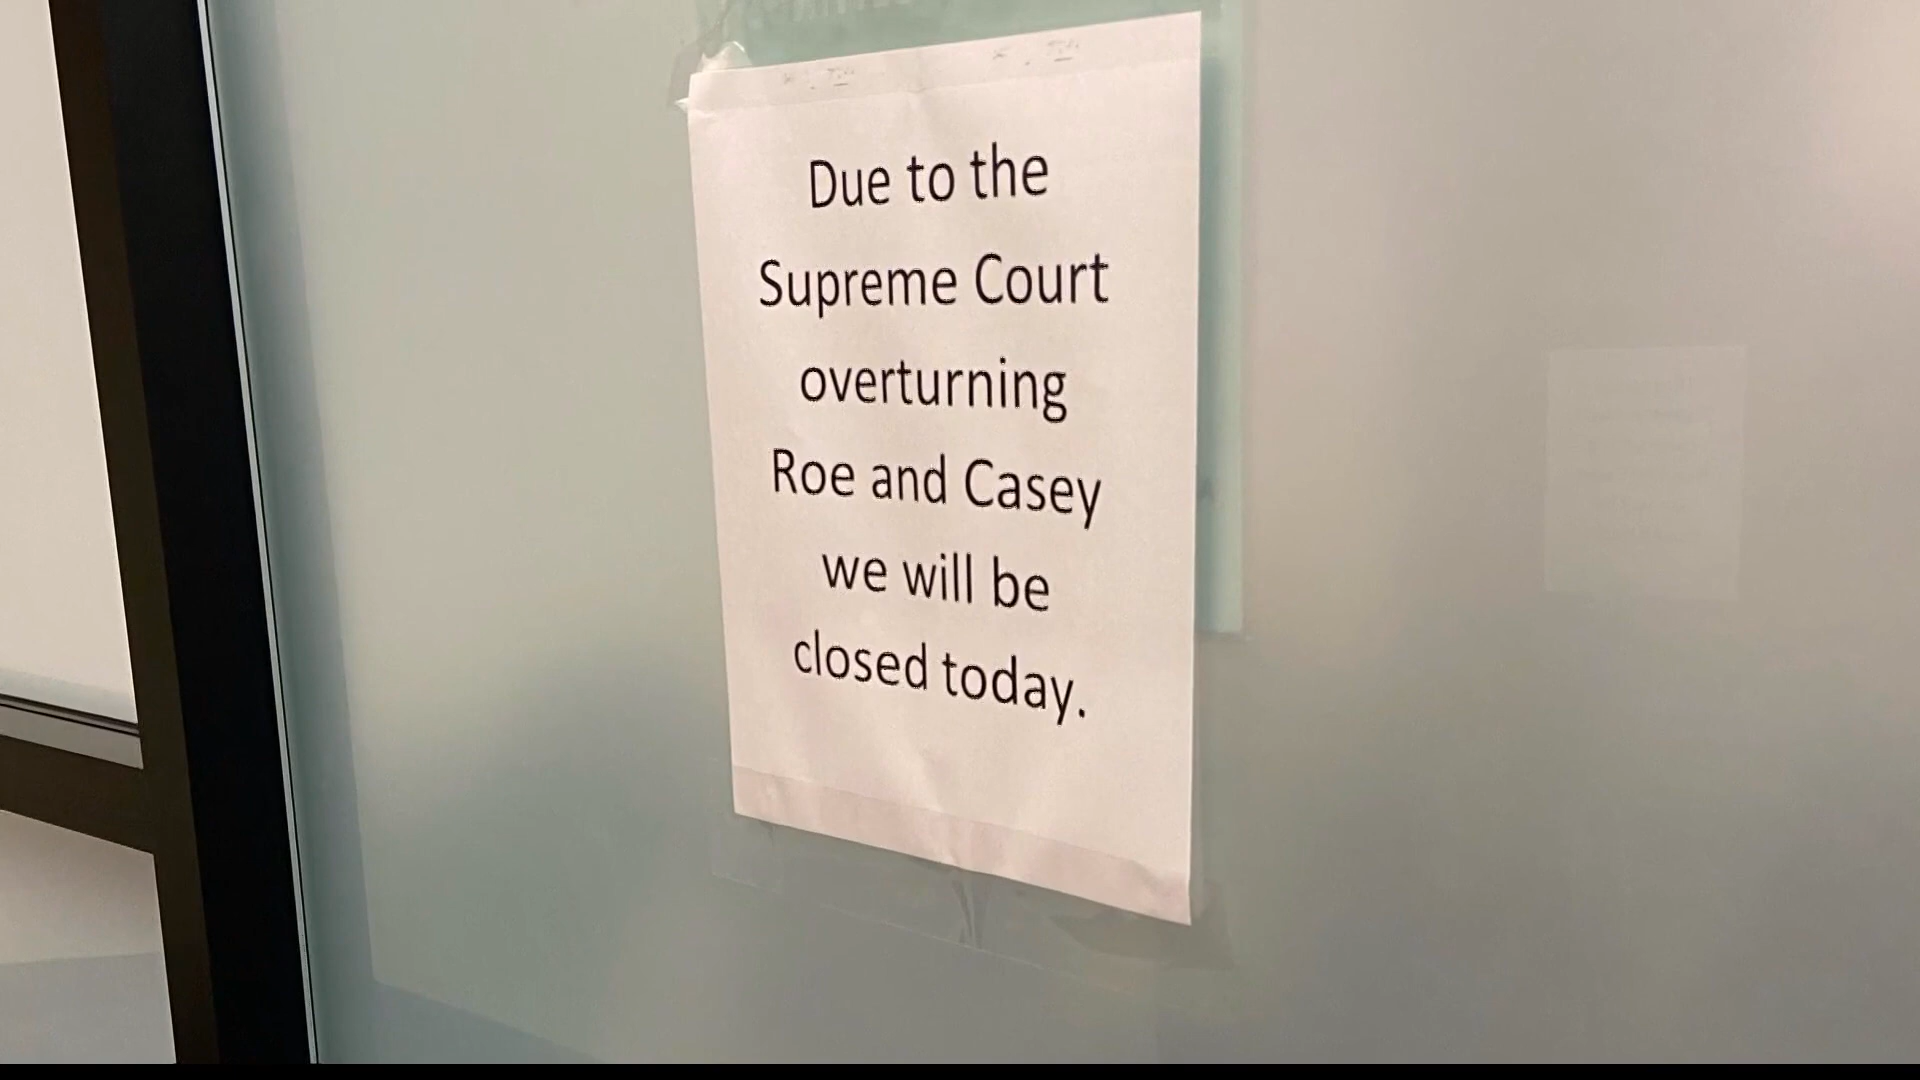 Due to the
Supreme Court
overturning
Roe and Casey
we will be
closed today.